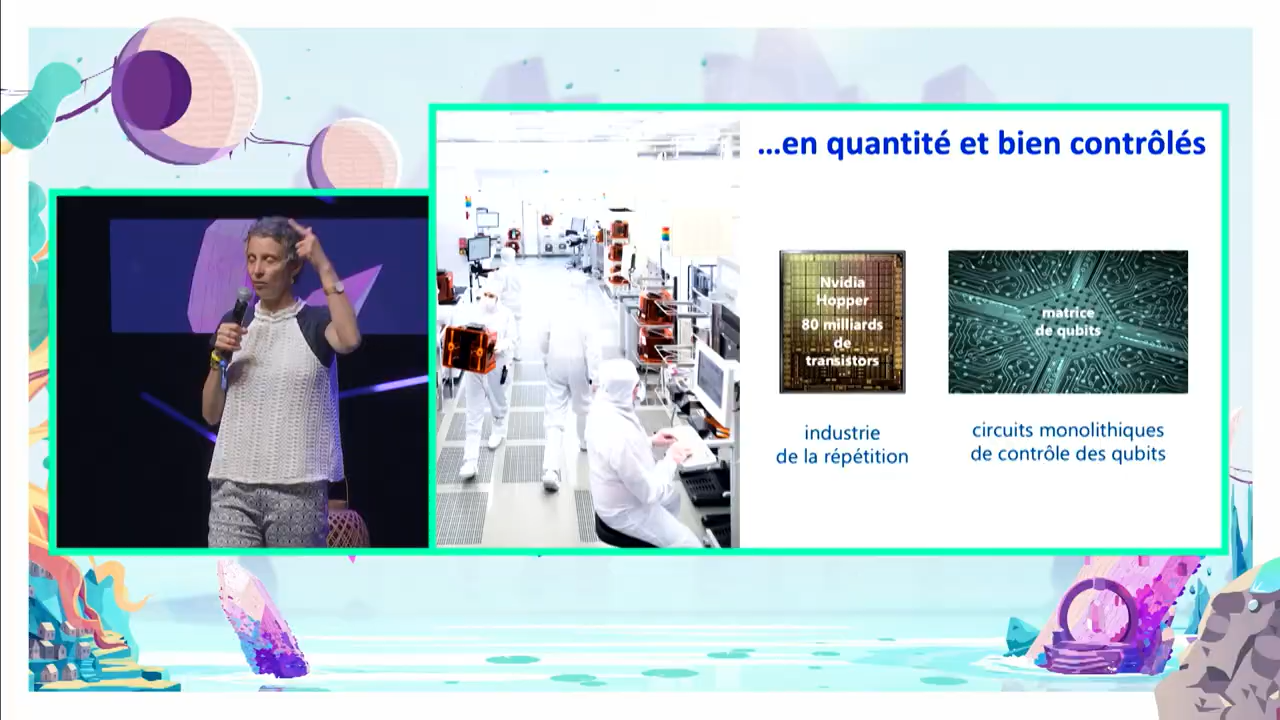 ...en quantité et bien contrôlés
Nvidia
Hopper
80 milliards
de
transistors
matrice
de qubits
industrie
de la répétition
circuits monolithiques
de contrôle des qubits